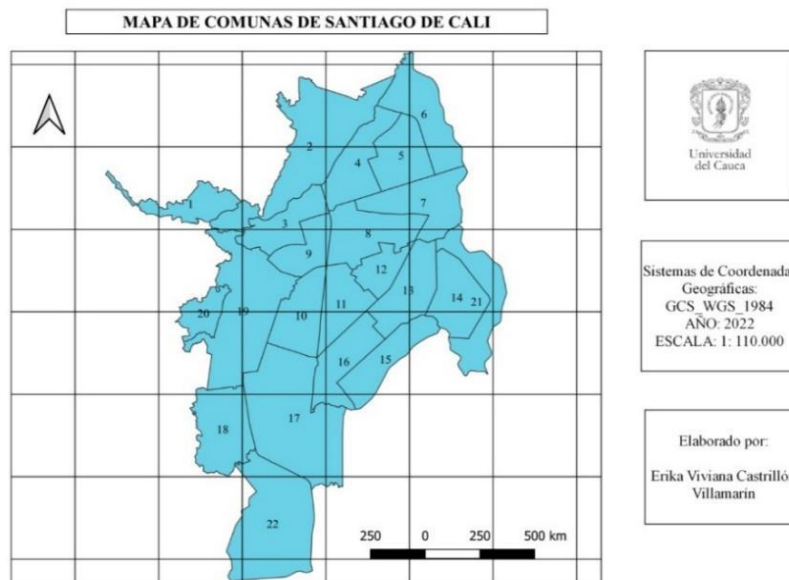 MAPA DE COMUNAS DE SANTIAGO DE CALI
6
2
4
5
1
7
3
8
9
12
13
14
21
20
19
10
11
16
15
18
17
22
250 0 250 500 km
Universidad
del Cauca
Sistemas de Coordenada
Geográficas:
GCS_WGS_1984
AÑO: 2022
ESCALA: 1: 110.000
Elaborado por:
Erika Viviana Castrilló
Villamarín